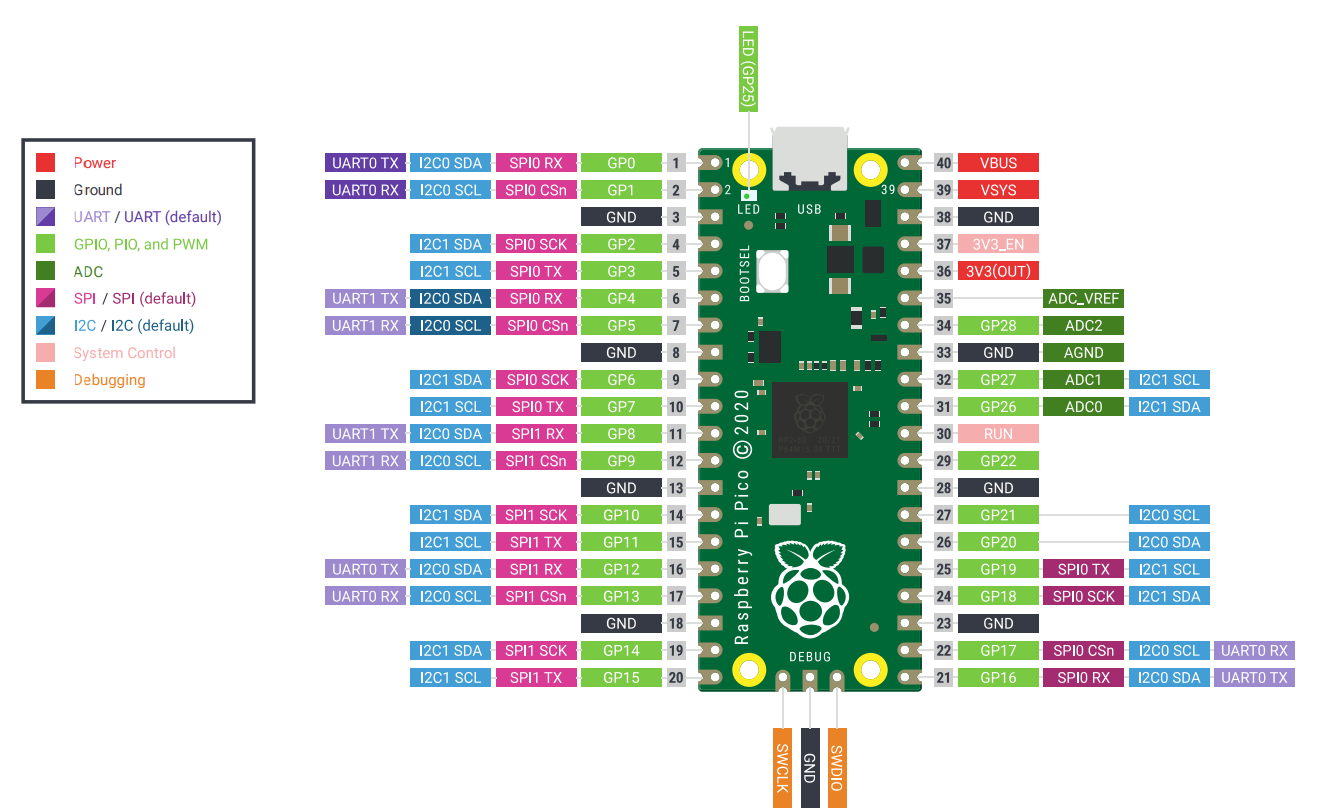 LED (GP25)
Power
Ground
UART / UART (default)
GPIO, PIO, and PWM
ADC
SPI / SPI (default)
I2C / I2C (default)
System Control
Debugging
UART0 TX I2C0 SDA SPI0 RX GP0 1
UART0 RX I2C0 SCL SPI0 CSn GP1 2
GND 3
I2C1 SDA SPI0 SCK GP2 4
I2C1 SCL SPI0 TX GP3 5
UART1 TX I2C0 SDA SPI0 RX GP4 6
UART1 RX I2C0 SCL SPI0 CSn GP5 7
GND 8
I2C1 SDA SPI0 SCK GP6 9
I2C1 SCL SPI0 TX GP7 10
UART1 TX I2C0 SDA SPI1 RX GP8 11
UART1 RX I2C0 SCL SPI1 CSn GP9 12
GND 13
I2C1 SDA SPI1 SCK GP10 14
I2C1 SCL SPI1 TX GP11 15
UART0 TX I2C0 SDA SPI1 RX GP12 16
UART0 RX I2C0 SCL SPI1 CSn GP13 17
GND 18
I2C1 SDA SPI1 SCK GP14 19
I2C1 SCL SPI1 TX GP15 20
1
2
39
LED
USB
BOOTSEL
Raspberry Pi Pico © 2020
DEBUG
40 VBUS
39 VSYS
38 GND
37 3V3_EN
36 3V3(OUT)
35 ADC_VREF
34 GP28 ADC2
33 GND AGND
32 GP27 ADC1 I2C1 SCL
31 GP26 ADC0 I2C1 SDA
30 RUN
29 GP22
28 GND
27 GP21 I2C0 SCL
26 GP20 I2C0 SDA
25 GP19 SPI0 TX I2C1 SCL
24 GP18 SPI0 SCK I2C1 SDA
23 GND
22 GP17 SPI0 CSn I2C0 SCL UART0 RX
21 GP16 SPI0 RX I2C0 SDA UART0 TX
SWCLK
GND
SWDIO